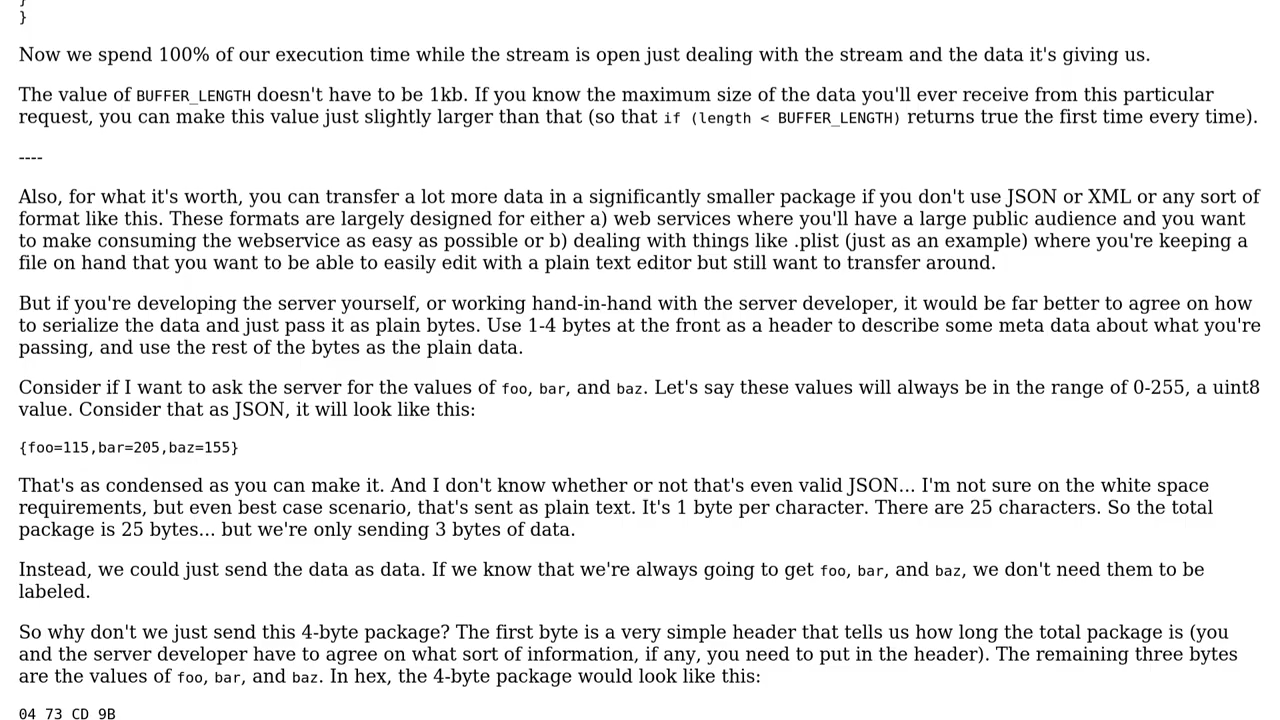 }
}
Now we spend 100% of our execution time while the stream is open just dealing with the stream and the data it's giving us.
The value of BUFFER_LENGTH doesn't have to be 1kb. If you know the maximum size of the data you'll ever receive from this particular
request, you can make this value just slightly larger than that (so that if (length < BUFFER_LENGTH) returns true the first time every time).
----
Also, for what it's worth, you can transfer a lot more data in a significantly smaller package if you don't use JSON or XML or any sort of
format like this. These formats are largely designed for either a) web services where you'll have a large public audience and you want
to make consuming the webservice as easy as possible or b) dealing with things like .plist (just as an example) where you're keeping a
file on hand that you want to be able to easily edit with a plain text editor but still want to transfer around.
But if you're developing the server yourself, or working hand-in-hand with the server developer, it would be far better to agree on how
to serialize the data and just pass it as plain bytes. Use 1-4 bytes at the front as a header to describe some meta data about what you're
passing, and use the rest of the bytes as the plain data.
Consider if I want to ask the server for the values of foo, bar, and baz. Let's say these values will always be in the range of 0-255, a uint8
value. Consider that as JSON, it will look like this:
{foo=115,bar=205,baz=155}
That's as condensed as you can make it. And I don't know whether or not that's even valid JSON... I'm not sure on the white space
requirements, but even best case scenario, that's sent as plain text. It's 1 byte per character. There are 25 characters. So the total
package is 25 bytes... but we're only sending 3 bytes of data.
Instead, we could just send the data as data. If we know that we're always going to get foo, bar, and baz, we don't need them to be
labeled.
So why don't we just send this 4-byte package? The first byte is a very simple header that tells us how long the total package is (you
and the server developer have to agree on what sort of information, if any, you need to put in the header). The remaining three bytes
are the values of foo, bar, and baz. In hex, the 4-byte package would look like this:
04 73 CD 9B